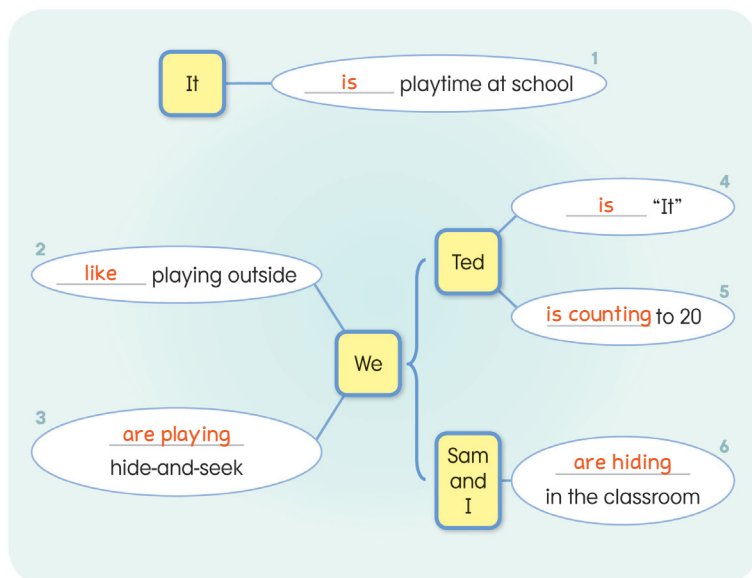 1
It
is playtime at school
2
like playing outside
3
are playing
hide-and-seek
We
4
Ted
is “It”
5
is counting to 20
6
Sam
and
I
are hiding
in the classroom